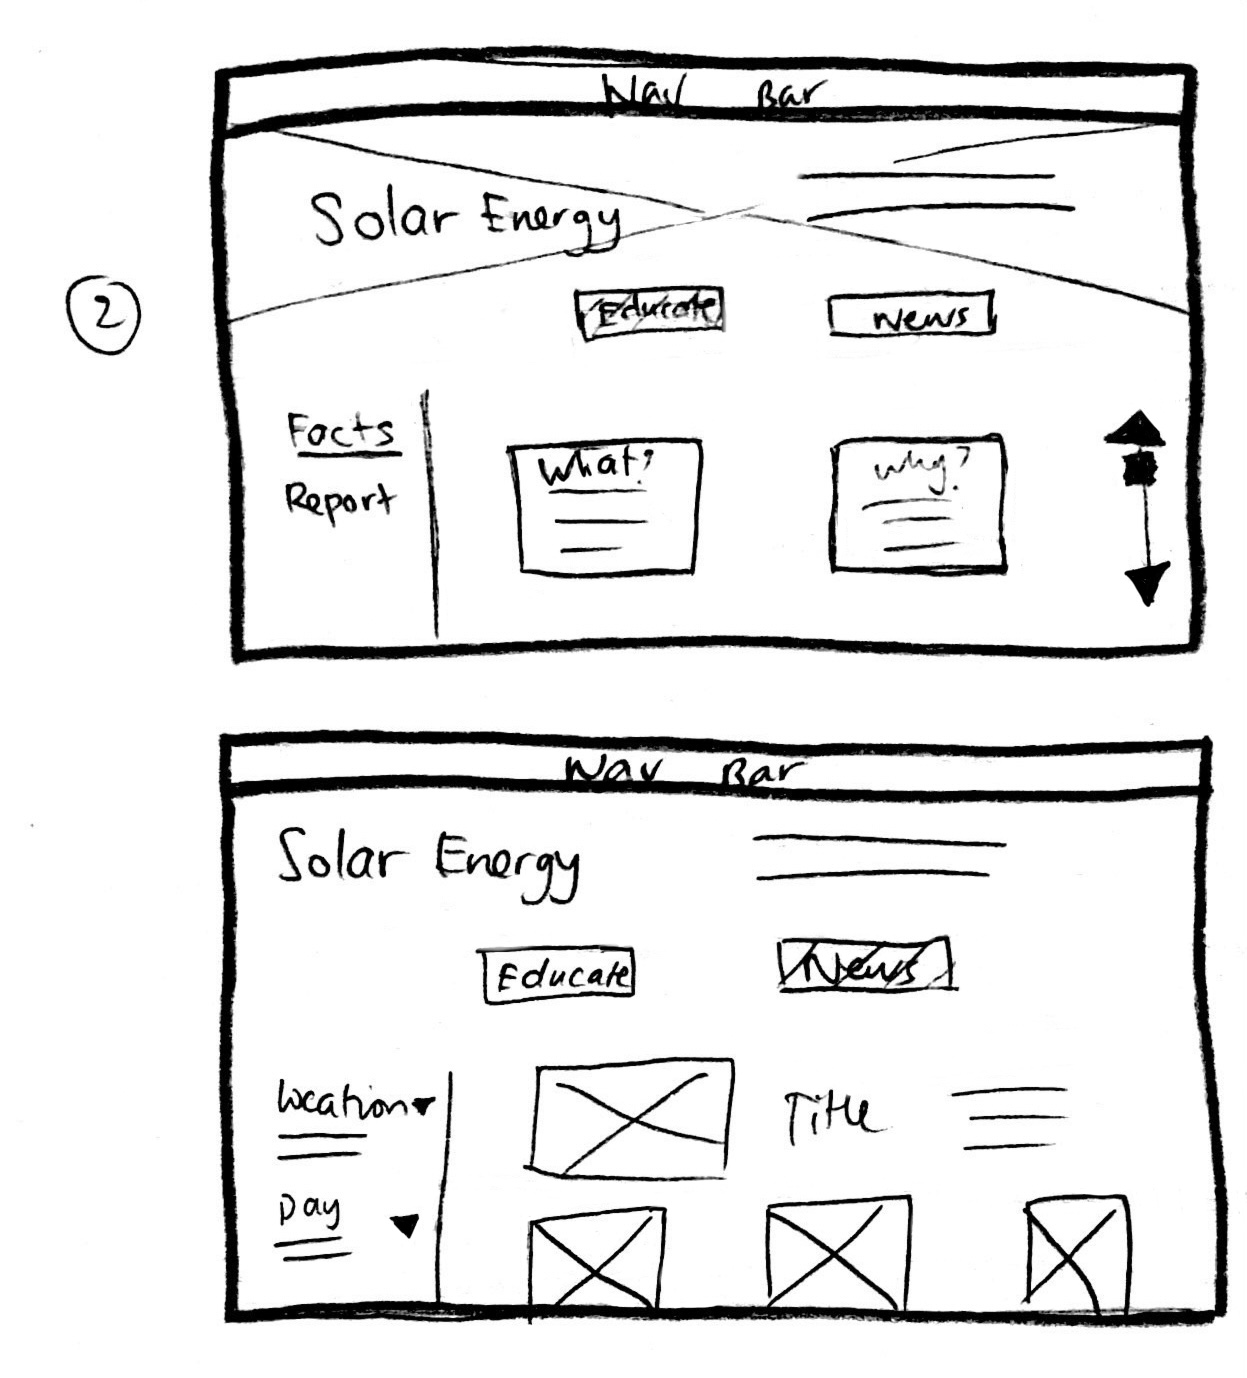 Nav Bar
Solar Energy
2
Educate News
Facts
Report
What?
Why?
Nav Bar
Solar Energy
Educate News
Location
Title
Day